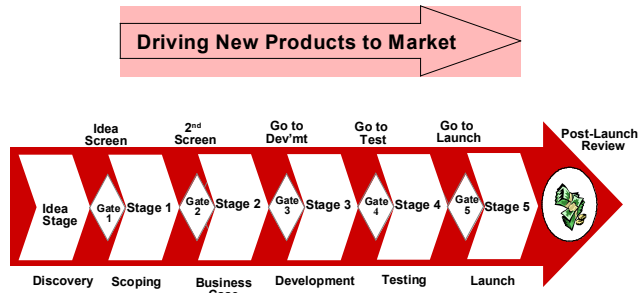 Driving New Products to Market
Idea
Screen
2nd
Screen
Go to
Dev'mt
Go to
Test
Go to
Launch
Post-Launch
Review
Idea
Stage
Gate
1
Stage 1
Gate
2
Stage 2
Gate
3
Stage 3
Gate
4
Stage 4
Gate
5
Stage 5
Discovery
Scoping
Business
Case
Development
Testing
Launch